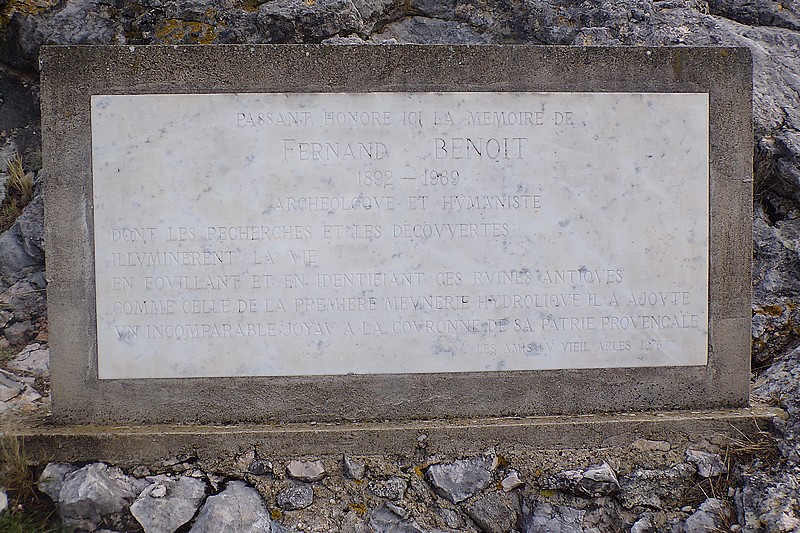 PASSANT HONORE ICI LA MEMOIRE DE
FERNAND BENOIT
1892 – 1969
ARCHEOLOGVE ET HVMANISTE
DONT LES RECHERCHES ET LES DECOVVERTES
ILLVMINERENT LA VIE
EN FOVILLANT ET EN IDENTIFIANT CES RVINES ANTIQVES
COMME CELLE DE LA PREMIERE MEVNERIE HYDROLIQVE IL A AJOVTE
VN INCOMPARABLE JOYAV A LA COVRONNE DE SA PATRIE PROVENCALE
LES AMIS DV VIEIL ARLES